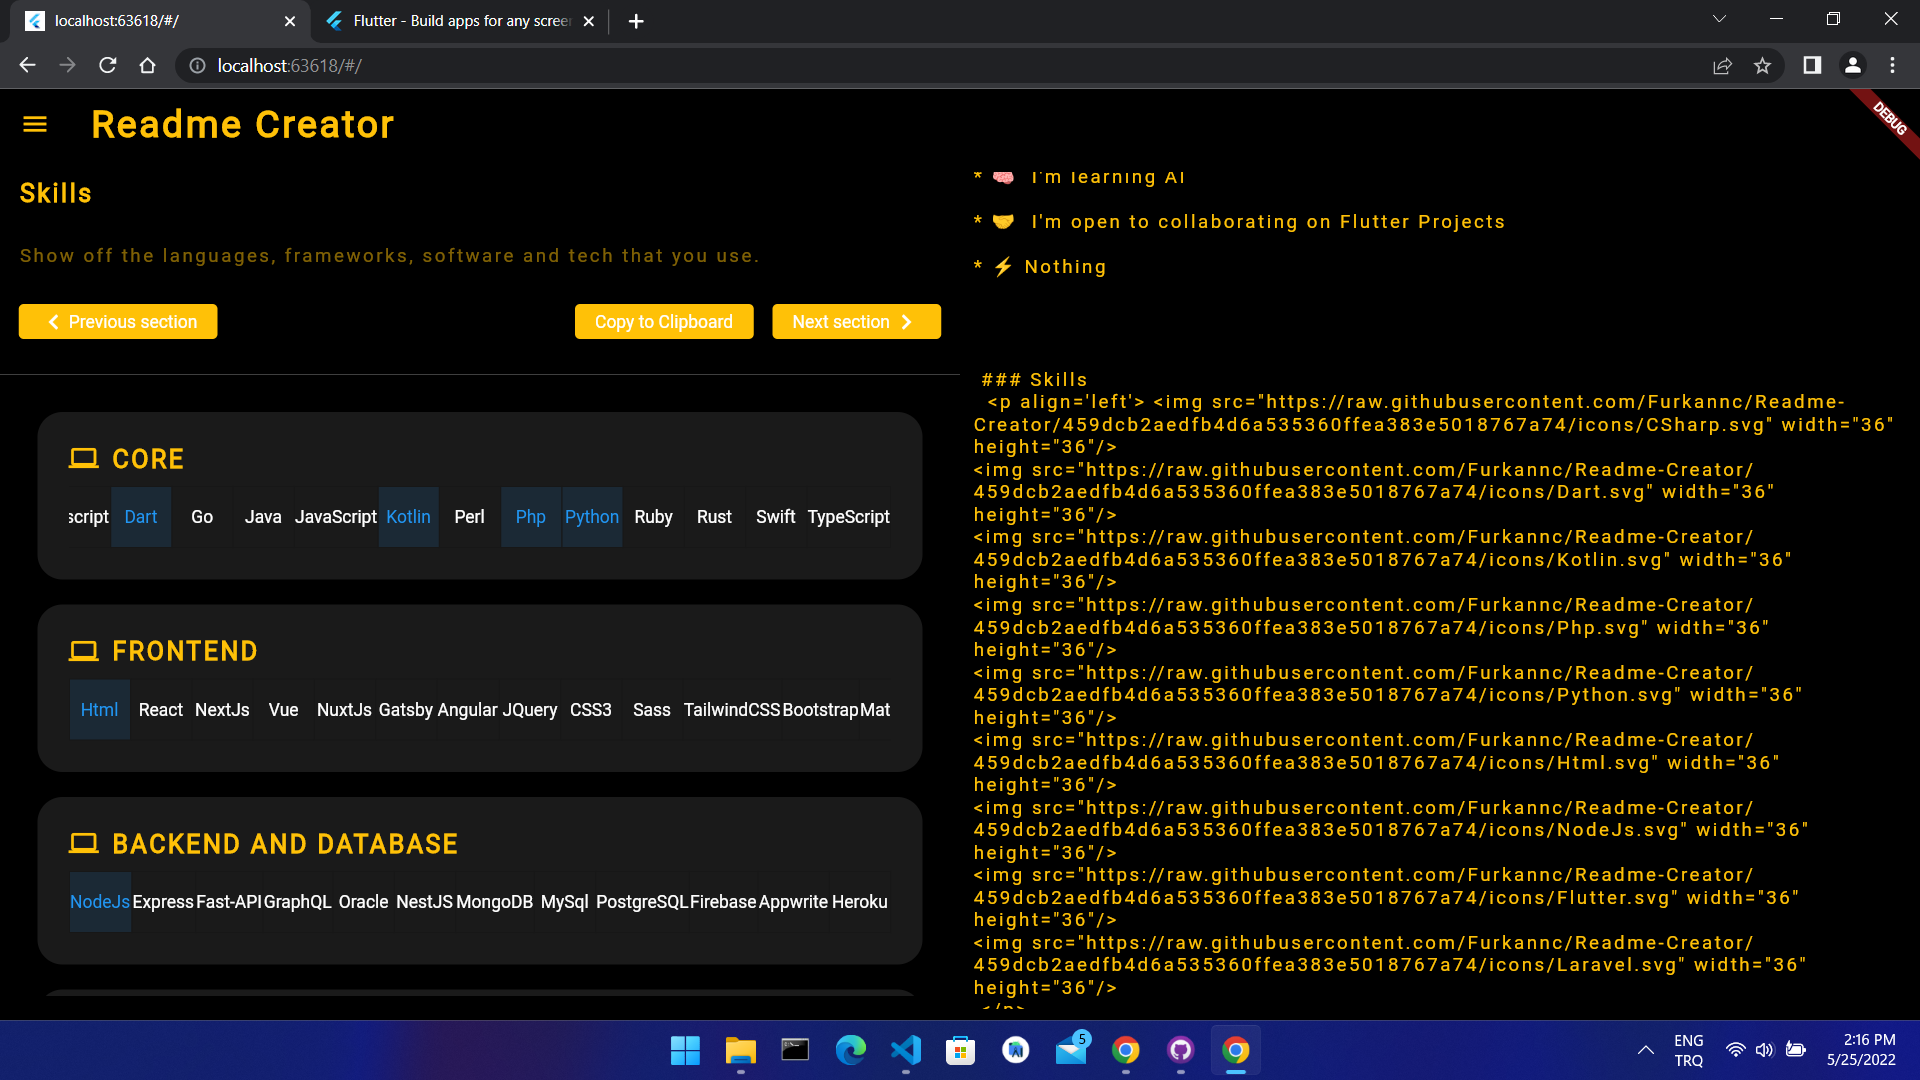 localhost:63618/#/
Flutter - Build apps for any screen
localhost:63618/#/
DEBUG
Readme Creator
Skills
Show off the languages, frameworks, software and tech that you use.
Previous section
Copy to Clipboard
Next section
CORE
script Dart Go Java JavaScript Kotlin Perl Php Python Ruby Rust Swift TypeScript
FRONTEND
Html React NextJs Vue NuxtJs Gatsby Angular JQuery CSS3 Sass TailwindCSS Bootstrap Mat
BACKEND AND DATABASE
NodeJs Express Fast-API GraphQL Oracle NestJS MongoDB MySql PostgreSQL Firebase Appwrite Heroku
* 🧠 I'm learning AI
* 🤝 I'm open to collaborating on Flutter Projects
* ⚡ Nothing
### Skills
<p align='left'> <img src="https://raw.githubusercontent.com/Furkannc/Readme-
Creator/459dcb2aedfb4d6a535360ffea383e5018767a74/icons/CSharp.svg" width="36"
height="36"/>
<img src="https://raw.githubusercontent.com/Furkannc/Readme-Creator/
459dcb2aedfb4d6a535360ffea383e5018767a74/icons/Dart.svg" width="36"
height="36"/>
<img src="https://raw.githubusercontent.com/Furkannc/Readme-Creator/
459dcb2aedfb4d6a535360ffea383e5018767a74/icons/Kotlin.svg" width="36"
height="36"/>
<img src="https://raw.githubusercontent.com/Furkannc/Readme-Creator/
459dcb2aedfb4d6a535360ffea383e5018767a74/icons/Php.svg" width="36"
height="36"/>
<img src="https://raw.githubusercontent.com/Furkannc/Readme-Creator/
459dcb2aedfb4d6a535360ffea383e5018767a74/icons/Python.svg" width="36"
height="36"/>
<img src="https://raw.githubusercontent.com/Furkannc/Readme-Creator/
459dcb2aedfb4d6a535360ffea383e5018767a74/icons/Html.svg" width="36"
height="36"/>
<img src="https://raw.githubusercontent.com/Furkannc/Readme-Creator/
459dcb2aedfb4d6a535360ffea383e5018767a74/icons/NodeJs.svg" width="36"
height="36"/>
<img src="https://raw.githubusercontent.com/Furkannc/Readme-Creator/
459dcb2aedfb4d6a535360ffea383e5018767a74/icons/Flutter.svg" width="36"
height="36"/>
<img src="https://raw.githubusercontent.com/Furkannc/Readme-Creator/
459dcb2aedfb4d6a535360ffea383e5018767a74/icons/Laravel.svg" width="36"
height="36"/>
</p>
5
ENG
TRQ
2:16 PM
5/25/2022